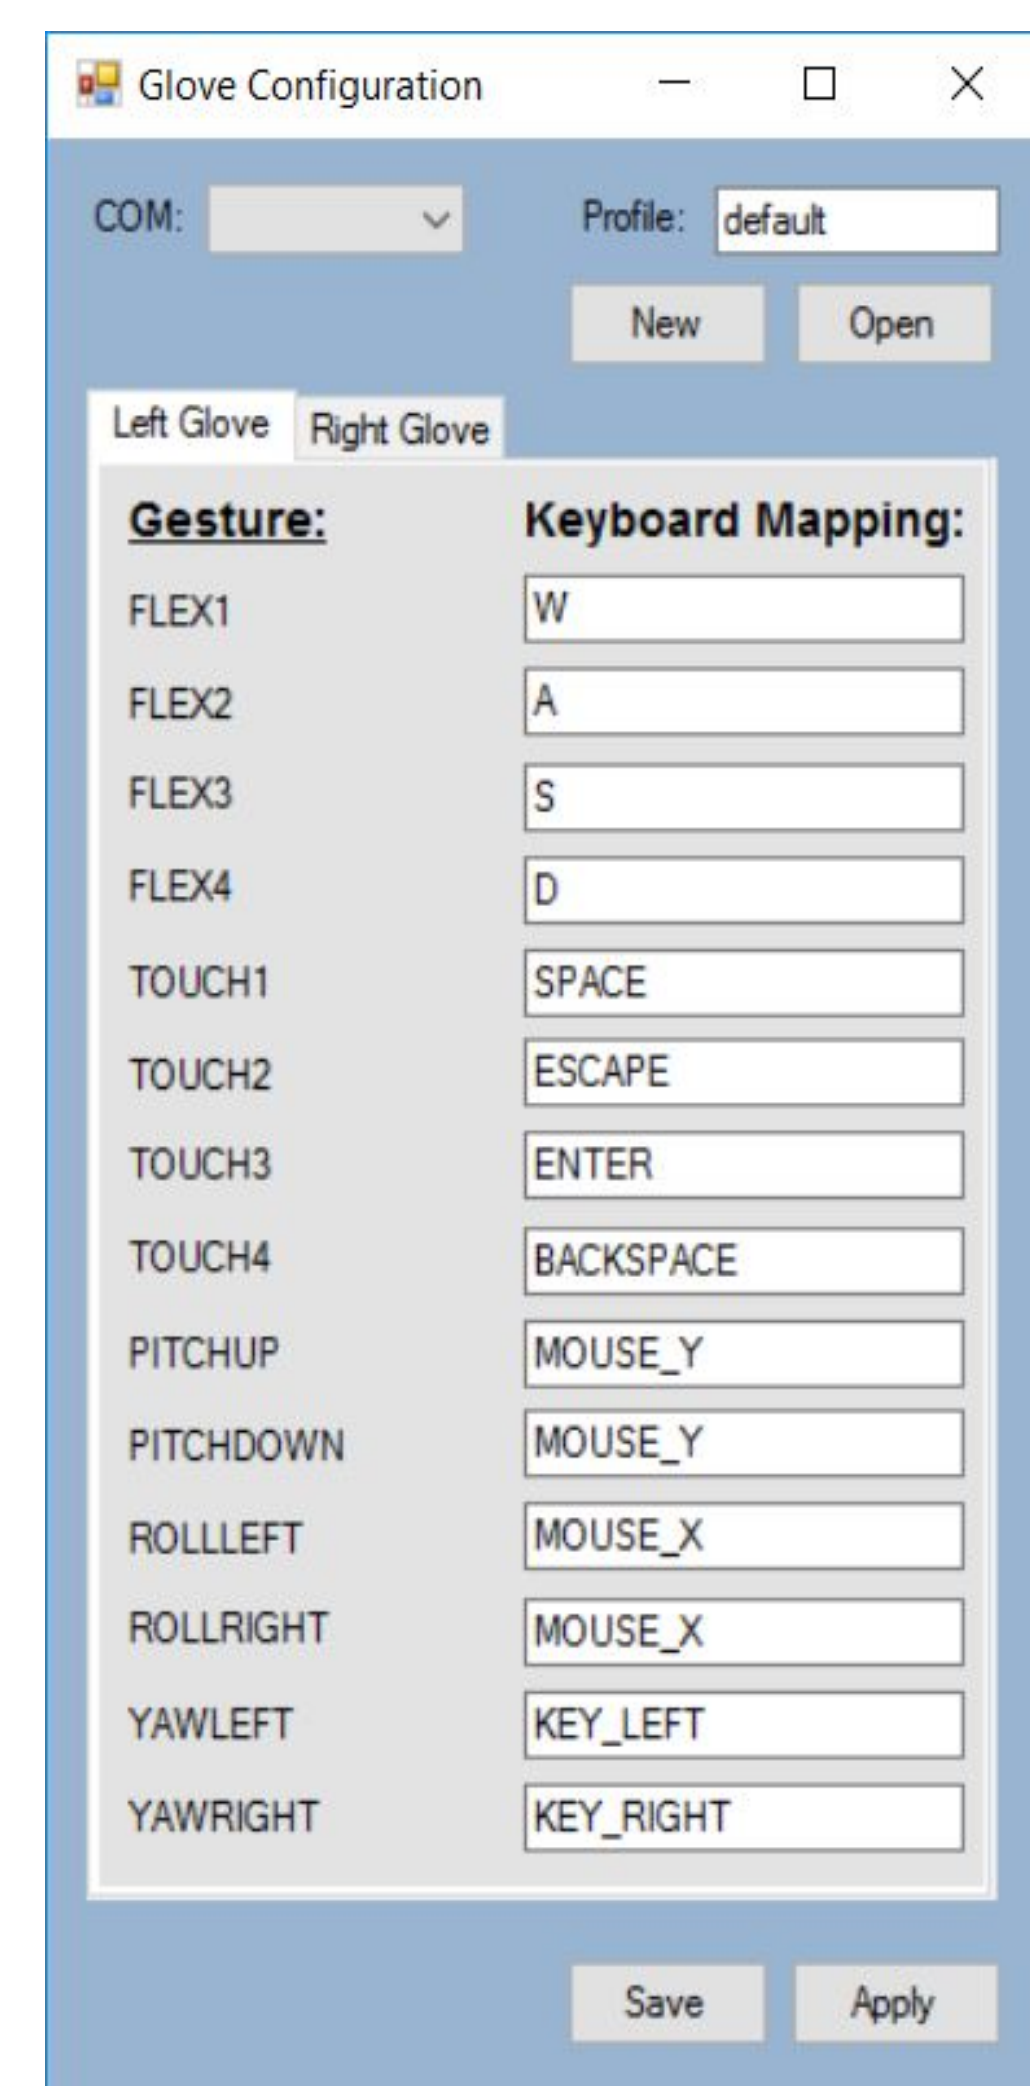 Glove Configuration
COM: Profile: default
New Open
Left Glove Right Glove
Gesture: Keyboard Mapping:
FLEX1 W
FLEX2 A
FLEX3 S
FLEX4 D
TOUCH1 SPACE
TOUCH2 ESCAPE
TOUCH3 ENTER
TOUCH4 BACKSPACE
PITCHUP MOUSE_Y
PITCHDOWN MOUSE_Y
ROLLLEFT MOUSE_X
ROLLRIGHT MOUSE_X
YAWLEFT KEY_LEFT
YAWRIGHT KEY_RIGHT
Save Apply